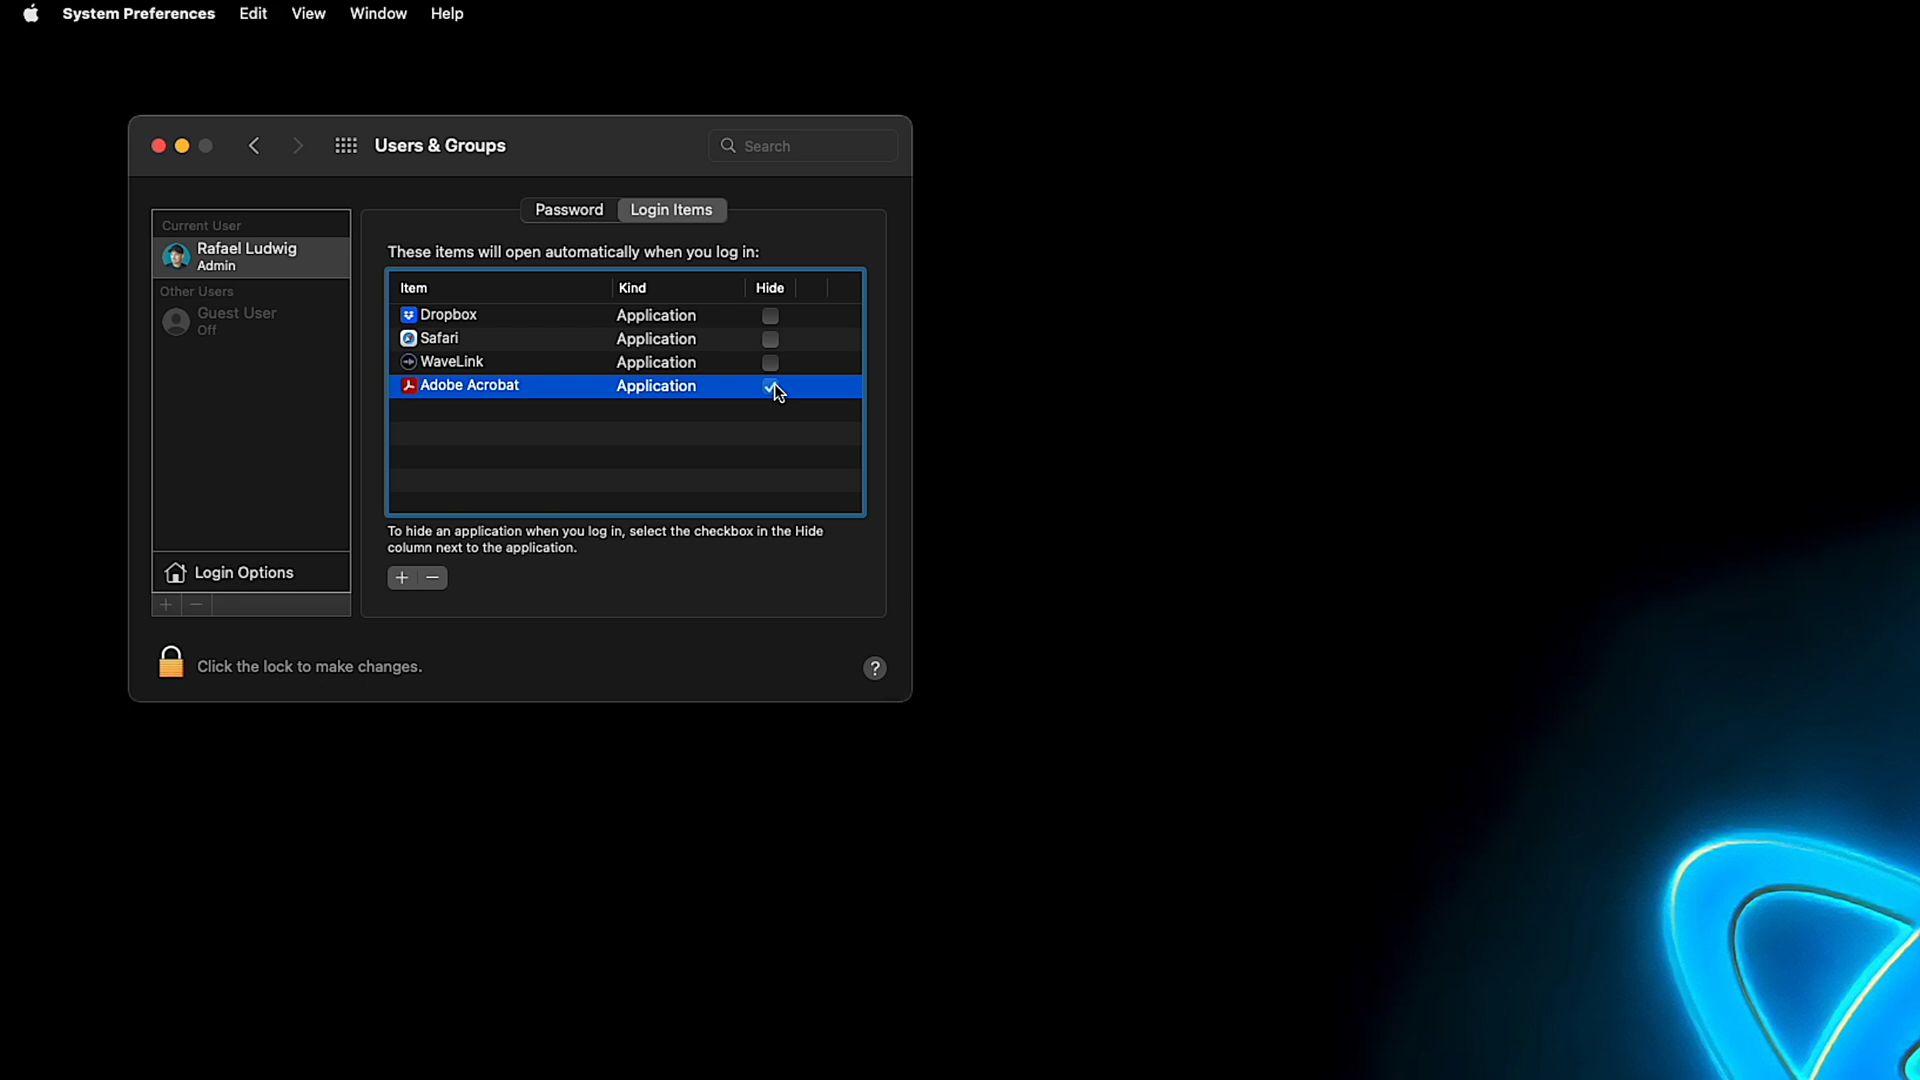 System Preferences Edit View Window Help
Users & Groups
Search
Password Login Items
Current User
Rafael Ludwig
Admin
Other Users
Guest User
Off
Login Options
These items will open automatically when you log in:
Item Kind Hide
Dropbox Application
Safari Application
WaveLink Application
Adobe Acrobat Application
To hide an application when you log in, select the checkbox in the Hide
column next to the application.
+ −
+ −
Click the lock to make changes.
?